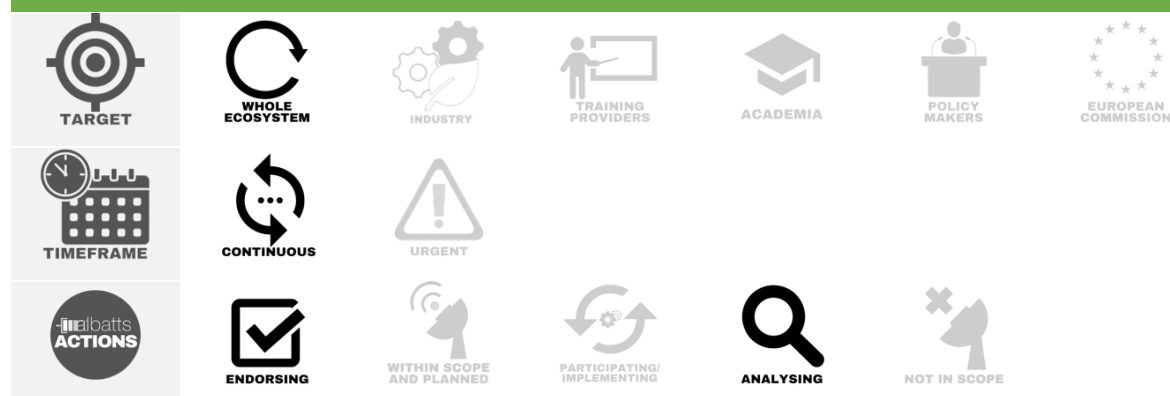 TARGET
WHOLE
ECOSYSTEM
INDUSTRY
TRAINING
PROVIDERS
ACADEMIA
POLICY
MAKERS
EUROPEAN
COMMISSION
TIMEFRAME
CONTINUOUS
URGENT
albatts
ACTIONS
ENDORSING
WITHIN SCOPE
AND PLANNED
PARTICIPATING/
IMPLEMENTING
ANALYSING
NOT IN SCOPE